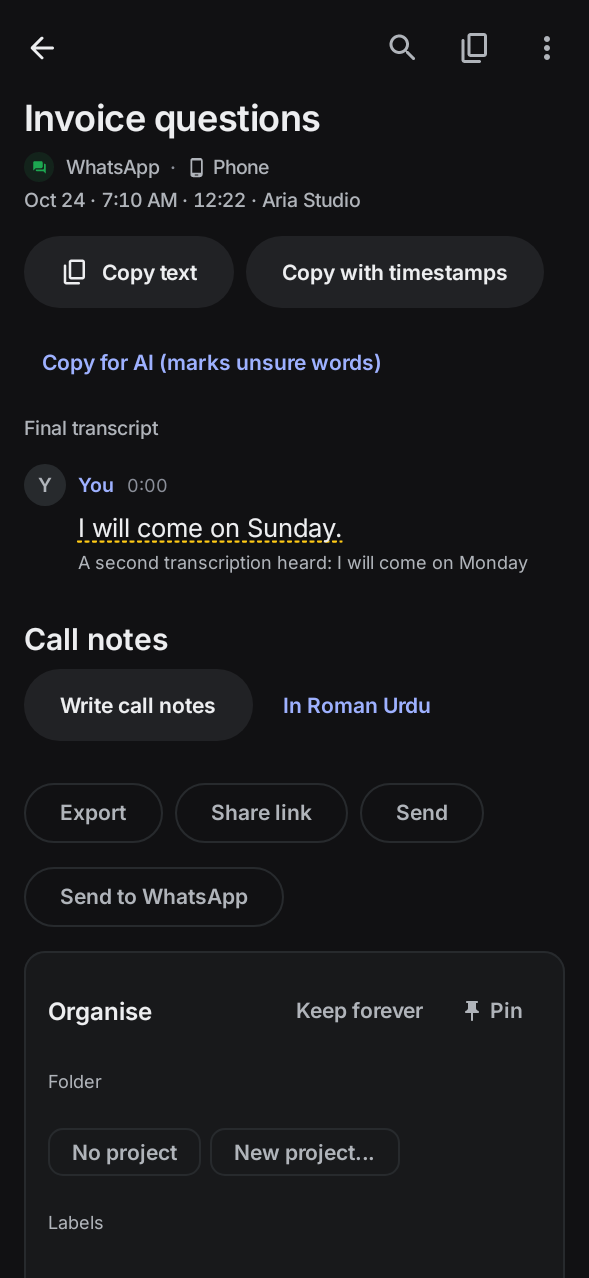 Invoice questions
WhatsApp · Phone
Oct 24 · 7:10 AM · 12:22 · Aria Studio
Copy text
Copy with timestamps
Copy for AI (marks unsure words)
Final transcript
Y You 0:00
I will come on Sunday.
A second transcription heard: I will come on Monday
Call notes
Write call notes
In Roman Urdu
Export
Share link
Send
Send to WhatsApp
Organise
Keep forever
Pin
Folder
No project
New project...
Labels